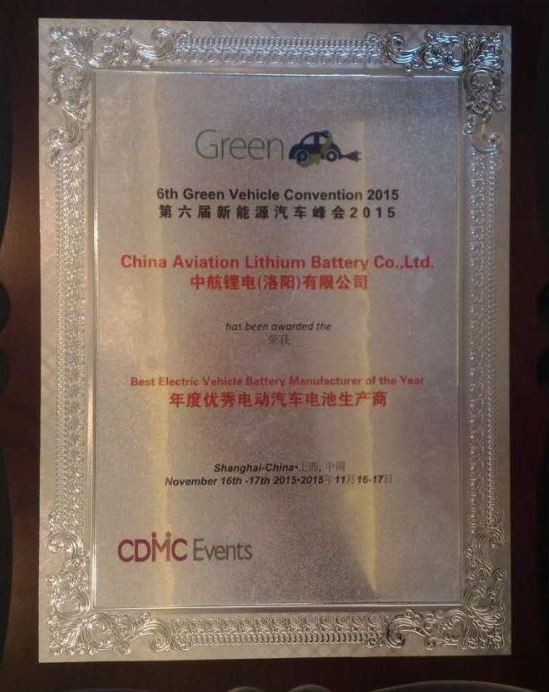 Green
6th Green Vehicle Convention 2015
第六届新能源汽车峰会2015
China Aviation Lithium Battery Co.,Ltd.
中航锂电(洛阳)有限公司
has been awarded the
荣获
Best Electric Vehicle Battery Manufacturer of the Year
年度优秀电动汽车电池生产商
Shanghai-China•上海, 中国
November 16th -17th 2015•2015年11月16-17日
CDMC Events